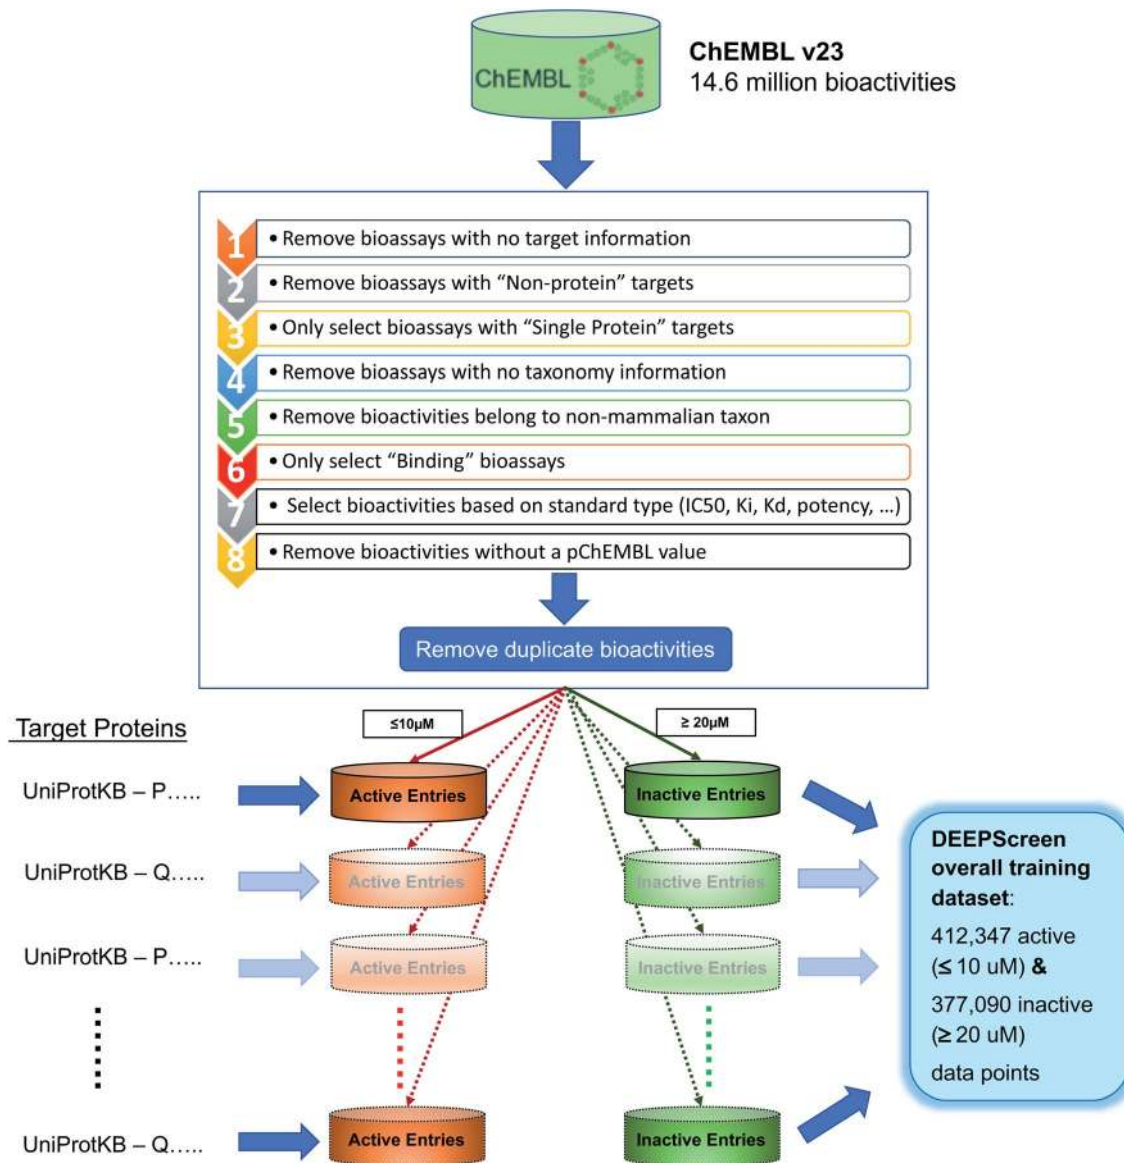 ChEMBL
ChEMBL v23
14.6 million bioactivities
1 • Remove bioassays with no target information
2 • Remove bioassays with “Non-protein” targets
3 • Only select bioassays with “Single Protein” targets
4 • Remove bioassays with no taxonomy information
5 • Remove bioactivities belong to non-mammalian taxon
6 • Only select “Binding” bioassays
7 • Select bioactivities based on standard type (IC50, Ki, Kd, potency, ...)
8 • Remove bioactivities without a pChEMBL value
Remove duplicate bioactivities
Target Proteins
≤10µM
≥ 20µM
UniProtKB – P.....
Active Entries
Inactive Entries
UniProtKB – Q.....
Active Entries
Inactive Entries
UniProtKB – P.....
Active Entries
Inactive Entries
UniProtKB – Q.....
Active Entries
Inactive Entries
DEEPScreen
overall training
dataset:
412,347 active
(≤ 10 uM) &
377,090 inactive
(≥ 20 uM)
data points